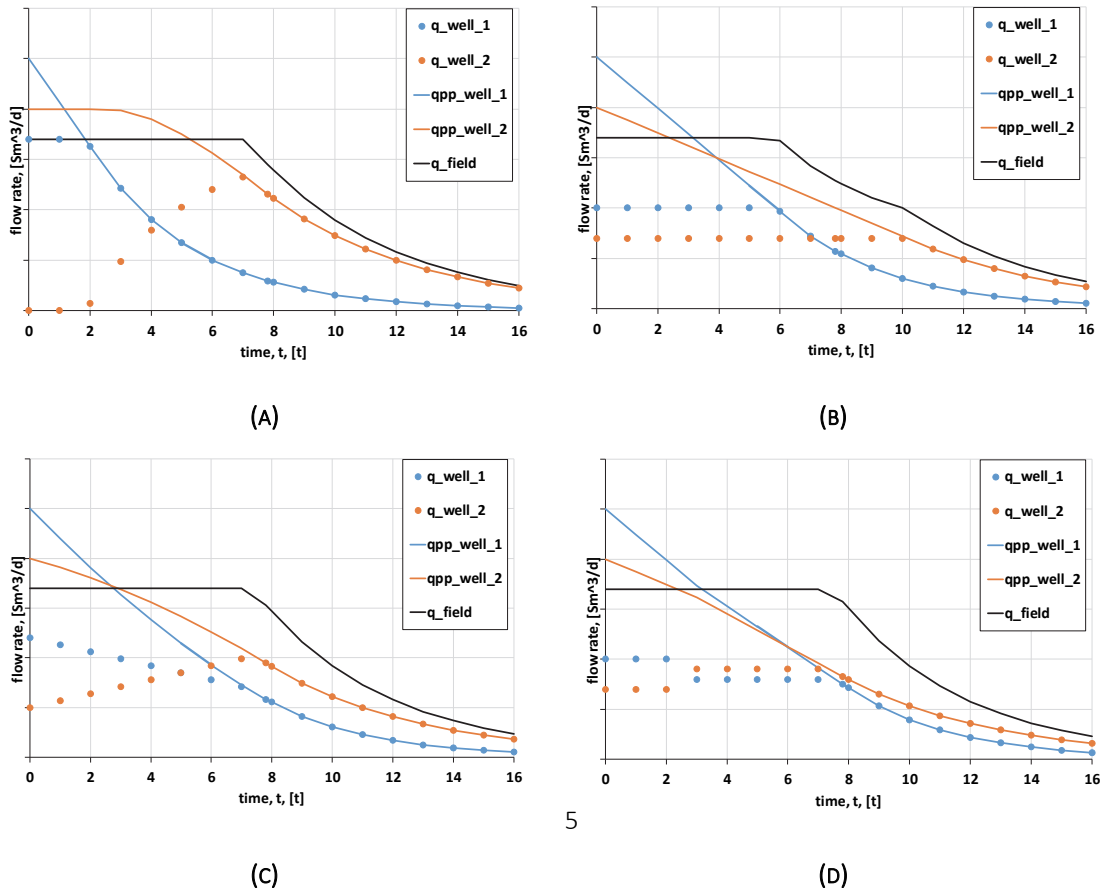 flow rate, [Sm^3/d]
q_well_1
q_well_2
qpp_well_1
qpp_well_2
q_field
0 2 4 6 8 10 12 14 16
time, t, [t]
(A)
flow rate, [Sm^3/d]
q_well_1
q_well_2
qpp_well_1
qpp_well_2
q_field
0 2 4 6 8 10 12 14 16
time, t, [t]
(B)
flow rate, [Sm^3/d]
q_well_1
q_well_2
qpp_well_1
qpp_well_2
q_field
0 2 4 6 8 10 12 14 16
time, t, [t]
(C)
flow rate, [Sm^3/d]
q_well_1
q_well_2
qpp_well_1
qpp_well_2
q_field
0 2 4 6 8 10 12 14 16
time, t, [t]
5
(D)